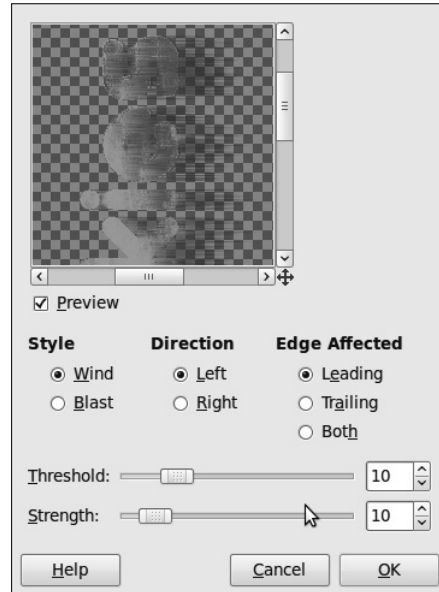 Preview
Style Direction Edge Affected
Wind Left Leading
Blast Right Trailing
Both
Threshold: 10
Strength: 10
Help Cancel OK